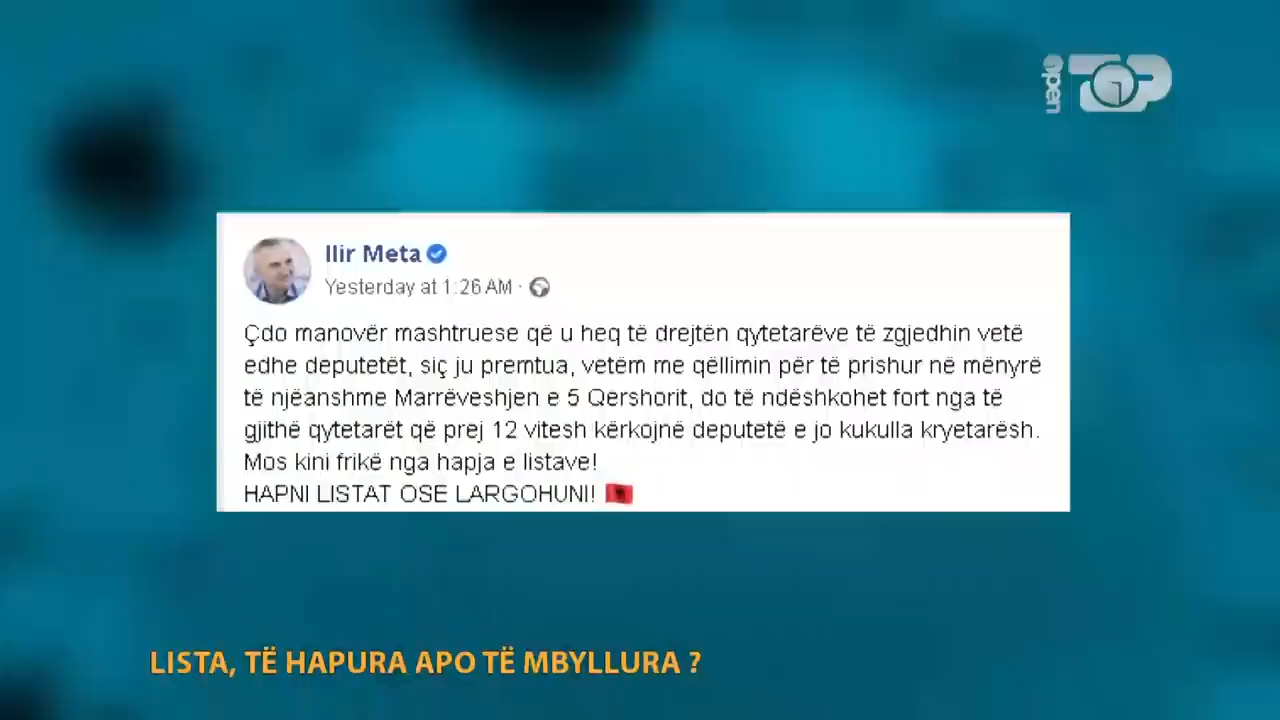 open
TOP
Ilir Meta
Yesterday at 1:26 AM ·
Çdo manovër mashtruese që u heq të drejtën qytetarëve të zgjedhin vetë
edhe deputetët, siç ju premtua, vetëm me qëllimin për të prishur në mënyrë
të njëanshme Marrëveshjen e 5 Qershorit, do të ndëshkohet fort nga të
gjithë qytetarët që prej 12 vitesh kërkojnë deputetë e jo kukulla kryetarësh.
Mos kini frikë nga hapja e listave!
HAPNI LISTAT OSE LARGOHUNI! 🇦🇱
LISTA, TË HAPURA APO TË MBYLLURA ?